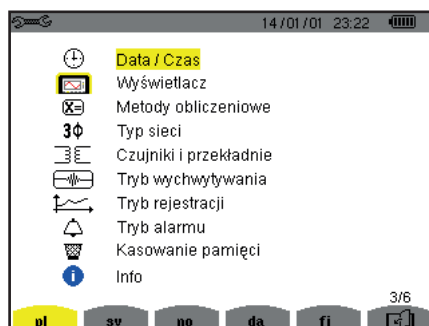 14/01/01 23:22
Data / Czas
Wyświetlacz
X= Metody obliczeniowe
3Φ Typ sieci
Czujniki i przekładnie
Tryb wychwytywania
Tryb rejestracji
Tryb alarmu
Kasowanie pamięci
i Info
3/6
pl sv no da fi